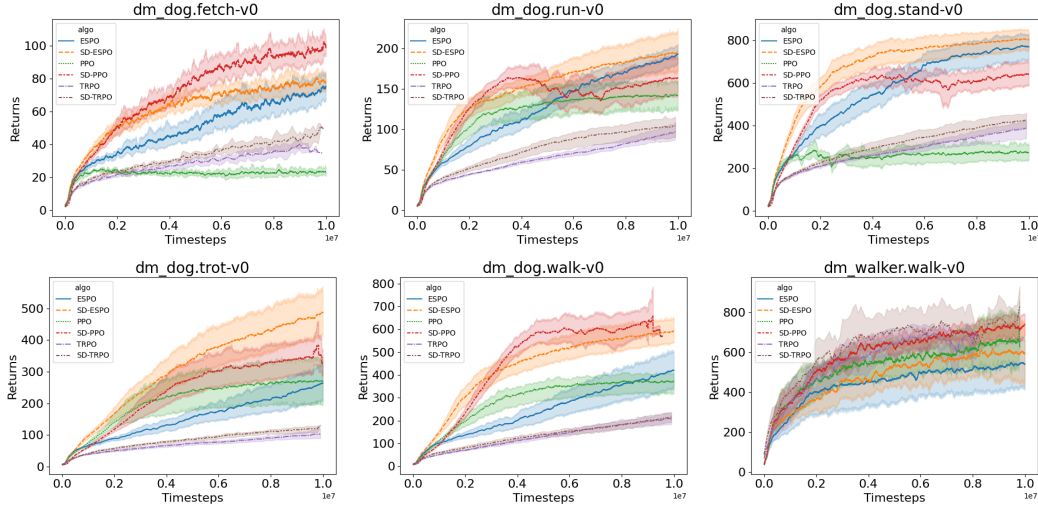 dm_dog.fetch-v0
algo
ESPO
SD-ESPO
PPO
SD-PPO
TRPO
SD-TRPO
Returns
100
80
60
40
20
0
0.0 0.2 0.4 0.6 0.8 1.0
Timesteps
1e7
dm_dog.run-v0
algo
ESPO
SD-ESPO
PPO
SD-PPO
TRPO
SD-TRPO
Returns
200
150
100
50
0
0.0 0.2 0.4 0.6 0.8 1.0
Timesteps
1e7
dm_dog.stand-v0
algo
ESPO
SD-ESPO
PPO
SD-PPO
TRPO
SD-TRPO
Returns
800
600
400
200
0
0.0 0.2 0.4 0.6 0.8 1.0
Timesteps
1e7
dm_dog.trot-v0
algo
ESPO
SD-ESPO
PPO
SD-PPO
TRPO
SD-TRPO
Returns
500
400
300
200
100
0
0.0 0.2 0.4 0.6 0.8 1.0
Timesteps
1e7
dm_dog.walk-v0
algo
ESPO
SD-ESPO
PPO
SD-PPO
TRPO
SD-TRPO
Returns
800
700
600
500
400
300
200
100
0
0.0 0.2 0.4 0.6 0.8 1.0
Timesteps
1e7
dm_walker.walk-v0
algo
ESPO
SD-ESPO
PPO
SD-PPO
TRPO
SD-TRPO
Returns
800
600
400
200
0
0.0 0.2 0.4 0.6 0.8 1.0
Timesteps
1e7